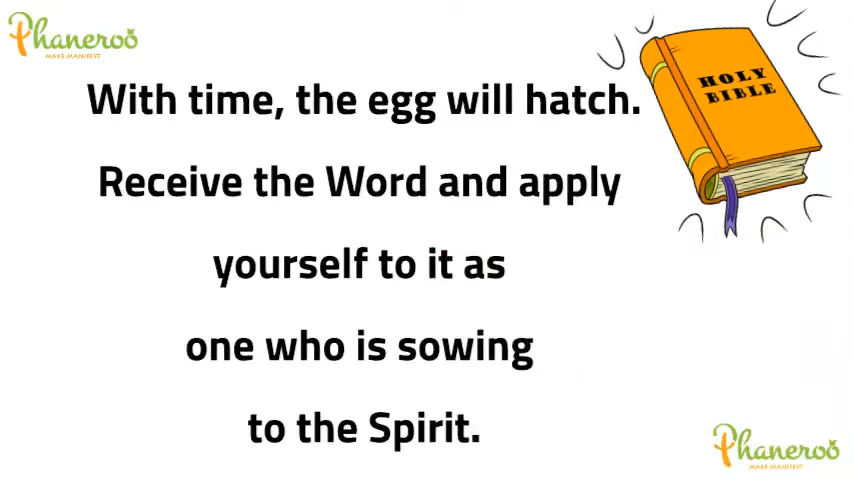 Phaneroo
MAKE MANIFEST
HOLY
BIBLE
With time, the egg will hatch.
Receive the Word and apply
yourself to it as
one who is sowing
to the Spirit.
Phaneroo
MAKE MANIFEST